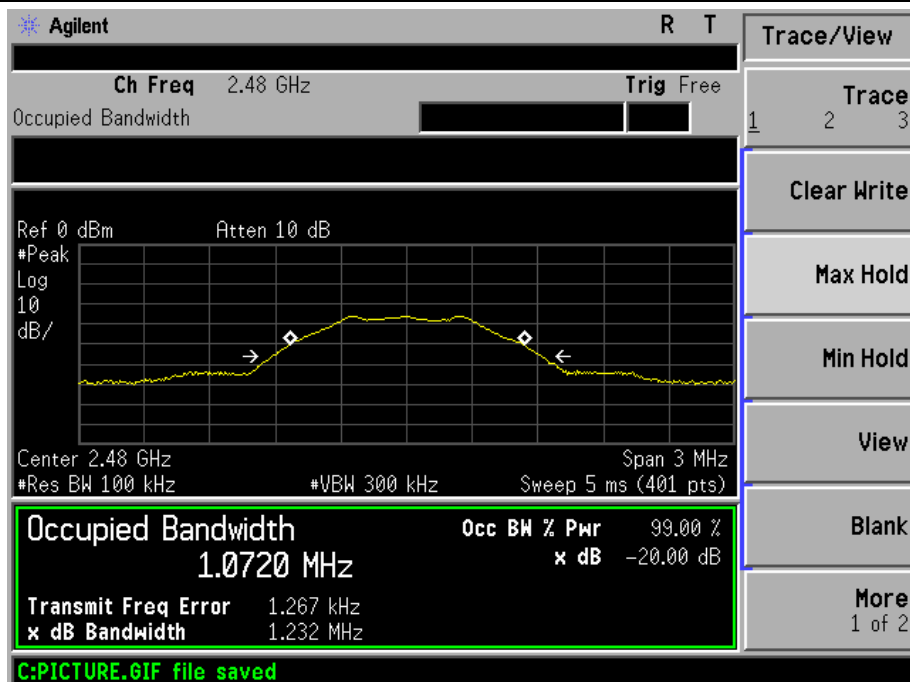 Agilent R T
Trace/View
Ch Freq 2.48 GHz Trig Free
Occupied Bandwidth
Trace
1 2 3
Clear Write
Max Hold
Min Hold
View
Blank
More
1 of 2
Ref 0 dBm Atten 10 dB
#Peak
Log
10
dB/
Center 2.48 GHz Span 3 MHz
#Res BW 100 kHz #VBW 300 kHz Sweep 5 ms (401 pts)
Occupied Bandwidth Occ BW % Pwr 99.00 %
1.0720 MHz x dB -20.00 dB
Transmit Freq Error 1.267 kHz
x dB Bandwidth 1.232 MHz
C:PICTURE.GIF file saved